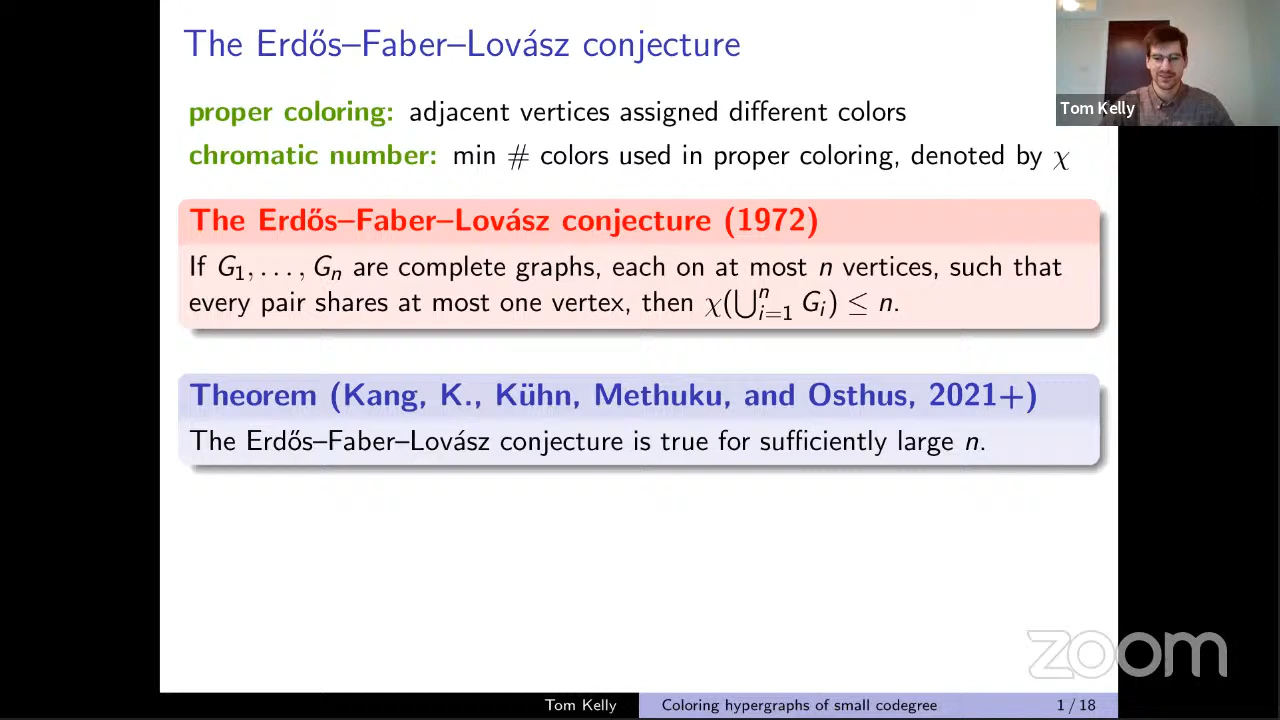 The Erdős–Faber–Lovász conjecture
proper coloring: adjacent vertices assigned different colors
chromatic number: min # colors used in proper coloring, denoted by χ
The Erdős–Faber–Lovász conjecture (1972)
If G₁, . . . , Gₙ are complete graphs, each on at most n vertices, such that
every pair shares at most one vertex, then χ(⋃ⁿᵢ₌₁ Gᵢ) ≤ n.
Theorem (Kang, K., Kühn, Methuku, and Osthus, 2021+)
The Erdős–Faber–Lovász conjecture is true for sufficiently large n.
Tom Kelly
zoom
Tom Kelly Coloring hypergraphs of small codegree 1 / 18